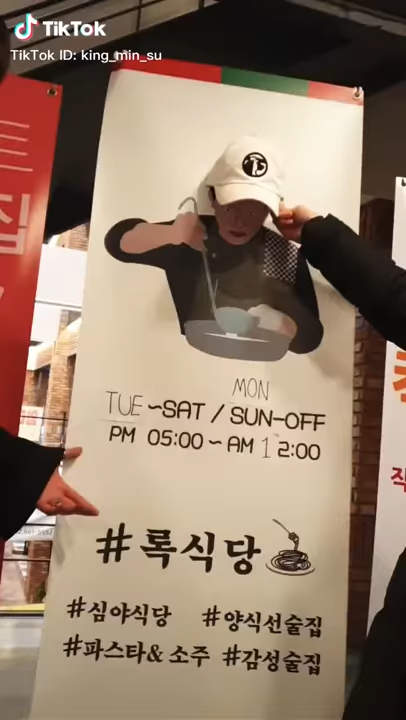 TikTok
TikTok ID: king_min_su
집
MON
TUE ~SAT / SUN-OFF
PM 05:00 ~ AM 12:00
#록식당
#심야식당 #양식선술집
#파스타& 소주 #감성술집